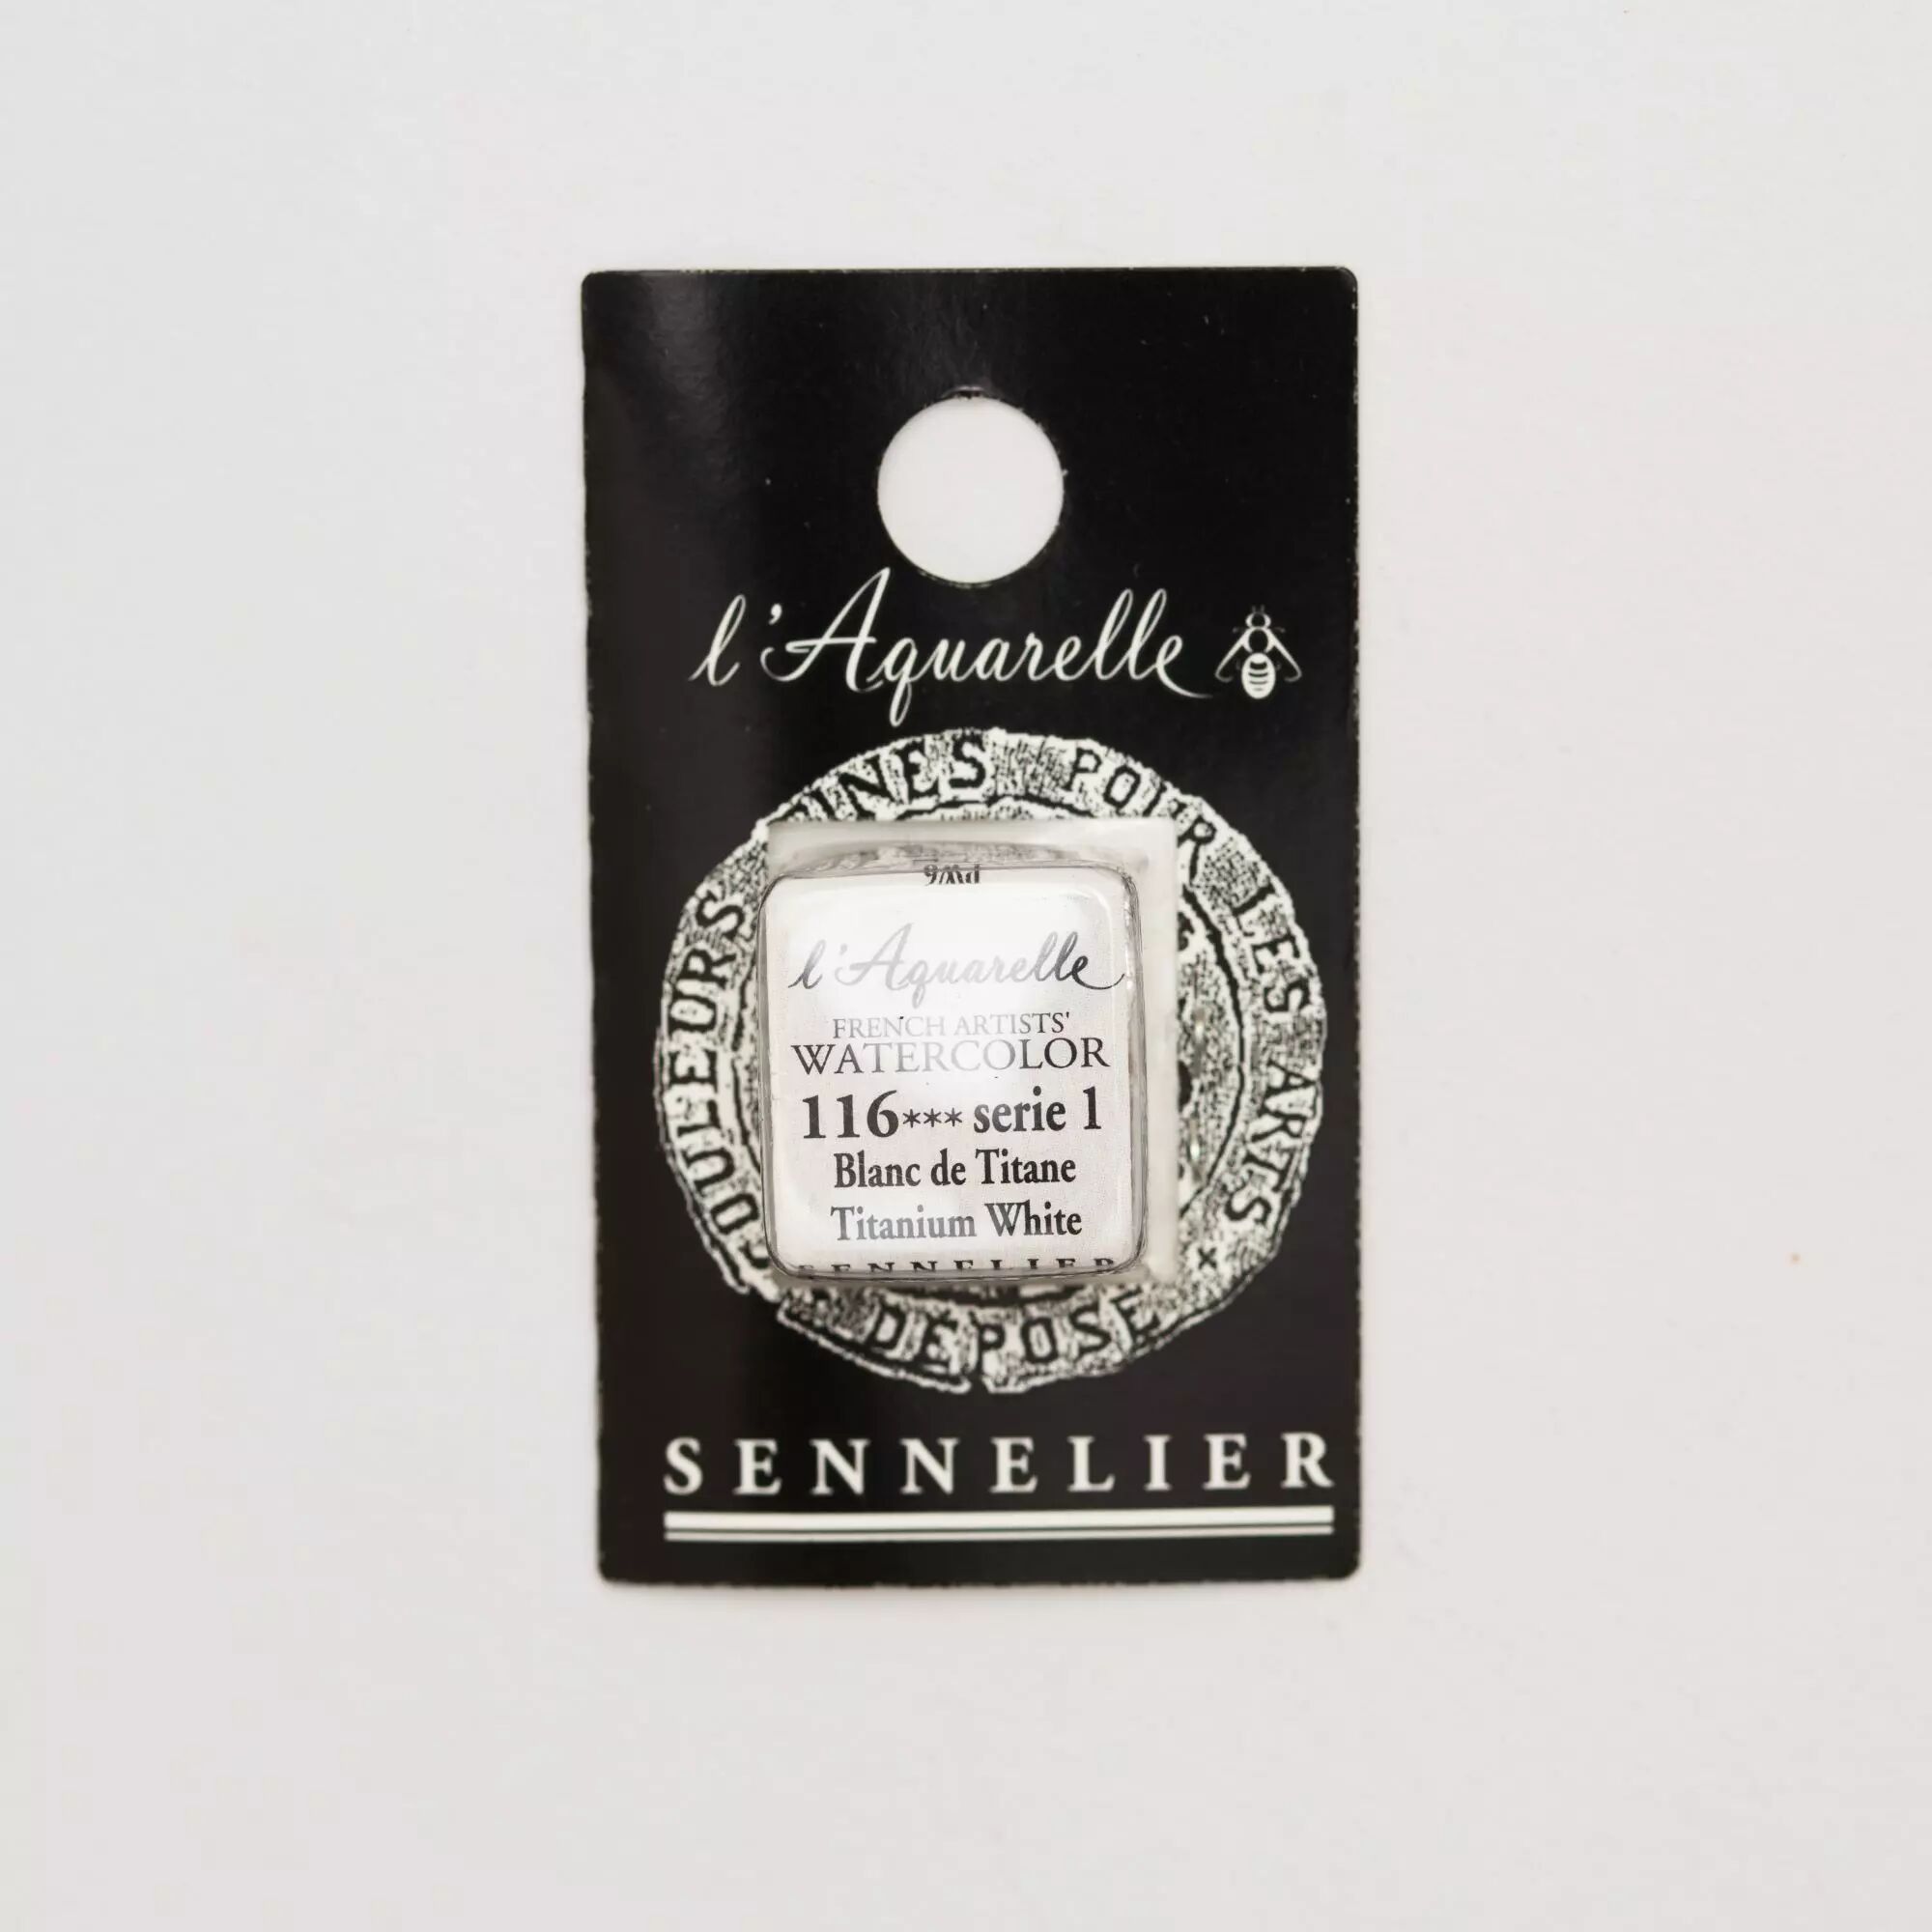 l'Aquarelle
COULEURS FINES POUR LES ARTS
DÉPOSÉ
PW6
l'Aquarelle
FRENCH ARTISTS'
WATERCOLOR
116*** serie 1
Blanc de Titane
Titanium White
SENNELIER
SENNELIER